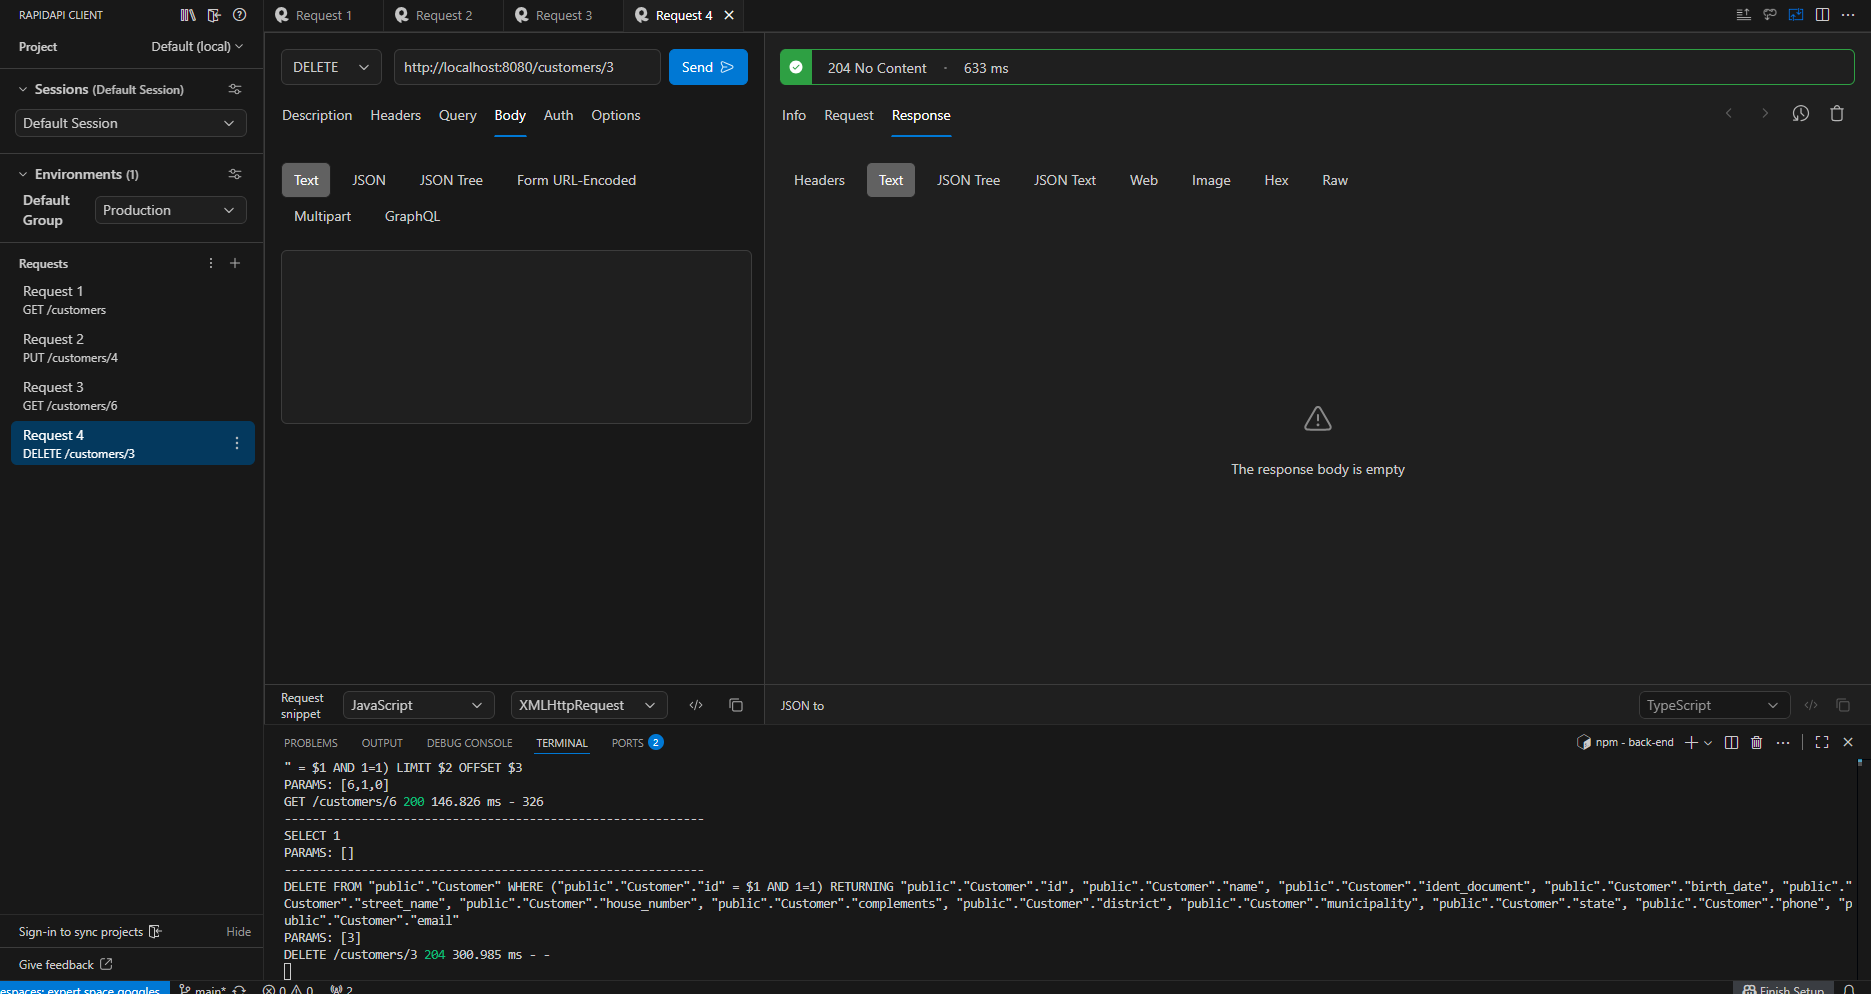 RAPIDAPI CLIENT
Project
Default (local)
Sessions (Default Session)
Default Session
Environments (1)
Default Group
Production
Requests
Request 1
GET /customers
Request 2
PUT /customers/4
Request 3
GET /customers/6
Request 4
DELETE /customers/3
Sign-in to sync projects
Hide
Give feedback
Request 1
Request 2
Request 3
Request 4
DELETE
http://localhost:8080/customers/3
Send
Description Headers Query Body Auth Options
Text JSON JSON Tree Form URL-Encoded
Multipart GraphQL
Request snippet
JavaScript
XMLHttpRequest
204 No Content · 633 ms
Info Request Response
Headers Text JSON Tree JSON Text Web Image Hex Raw
The response body is empty
JSON to
TypeScript
PROBLEMS OUTPUT DEBUG CONSOLE TERMINAL PORTS 2
npm - back-end
" = $1 AND 1=1) LIMIT $2 OFFSET $3
PARAMS: [6,1,0]
GET /customers/6 200 146.826 ms - 326
------------------------------------------------------------
SELECT 1
PARAMS: []
------------------------------------------------------------
DELETE FROM "public"."Customer" WHERE ("public"."Customer"."id" = $1 AND 1=1) RETURNING "public"."Customer"."id", "public"."Customer"."name", "public"."Customer"."ident_document", "public"."Customer"."birth_date", "public"."
Customer"."street_name", "public"."Customer"."house_number", "public"."Customer"."complements", "public"."Customer"."district", "public"."Customer"."municipality", "public"."Customer"."state", "public"."Customer"."phone", "p
ublic"."Customer"."email"
PARAMS: [3]
DELETE /customers/3 204 300.985 ms - -
espaces: expert space goggles
main*
0 0
2
Finish Setup